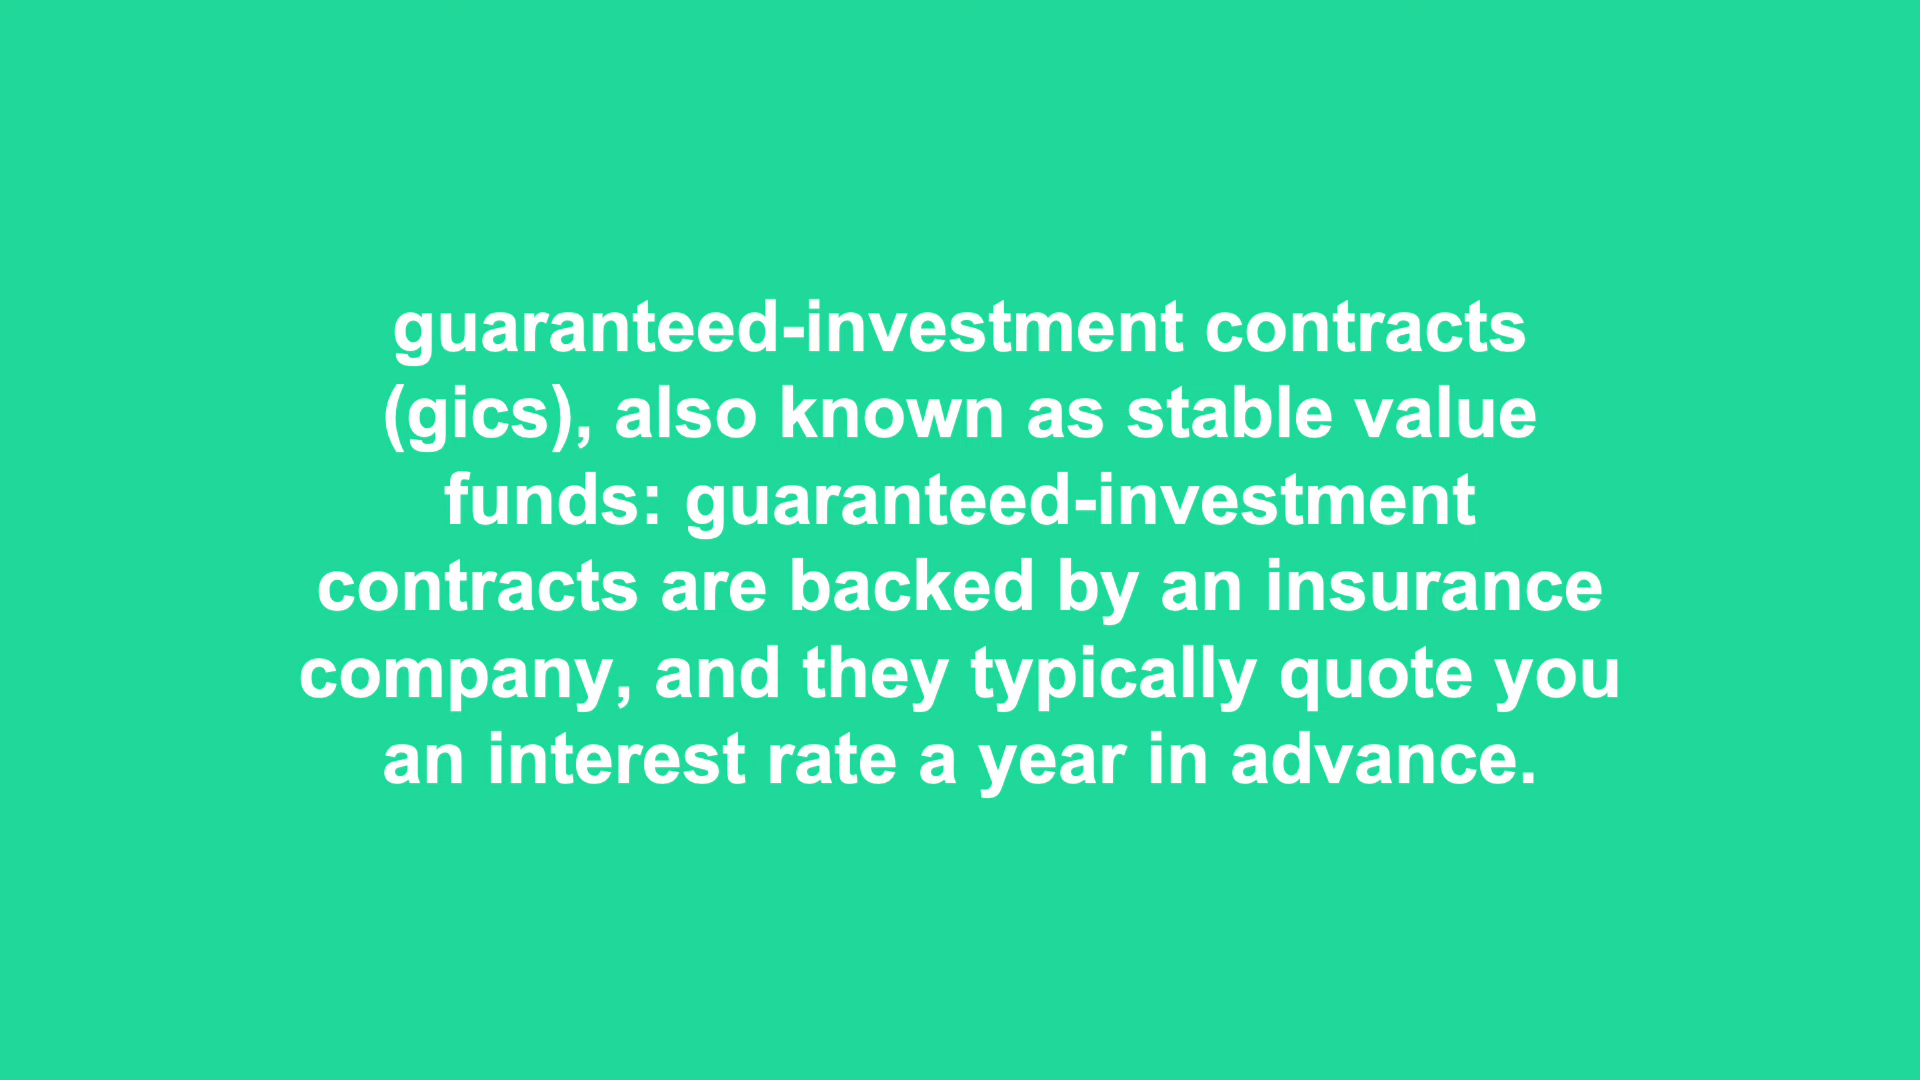 guaranteed-investment contracts
(gics), also known as stable value
funds: guaranteed-investment
contracts are backed by an insurance
company, and they typically quote you
an interest rate a year in advance.